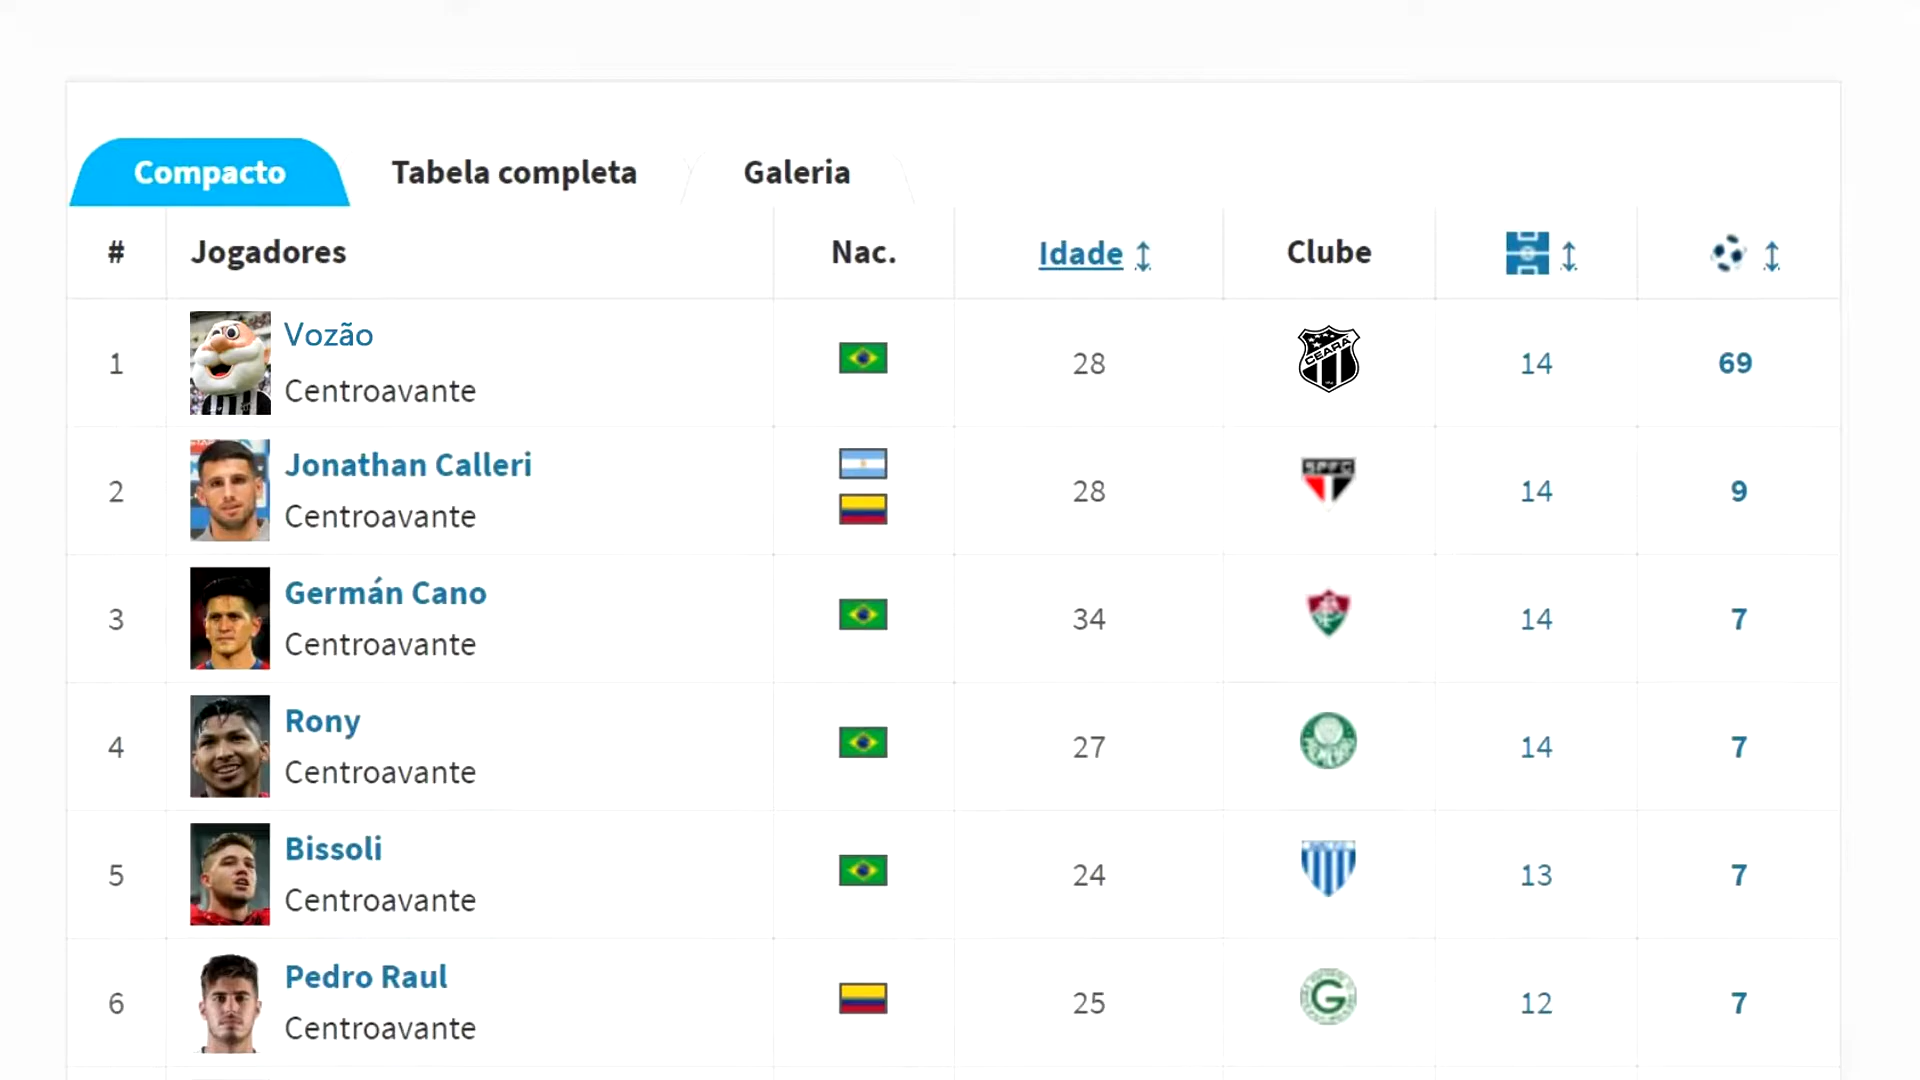 Compacto Tabela completa Galeria
# Jogadores Nac. Idade Clube
1 Vozão 28 CEARÁ 14 69
Centroavante
2 Jonathan Calleri 28 SPFC 14 9
Centroavante
3 Germán Cano 34 14 7
Centroavante
4 Rony 27 14 7
Centroavante
5 Bissoli 24 13 7
Centroavante
6 Pedro Raul 25 G 12 7
Centroavante